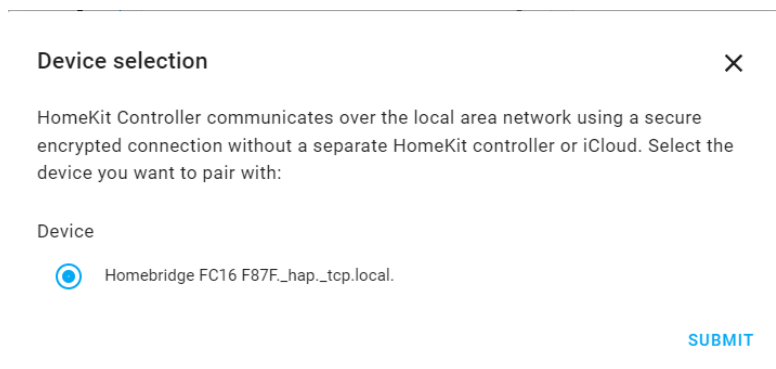 Device selection
HomeKit Controller communicates over the local area network using a secure
encrypted connection without a separate HomeKit controller or iCloud. Select the
device you want to pair with:
Device
Homebridge FC16 F87F._hap._tcp.local.
SUBMIT